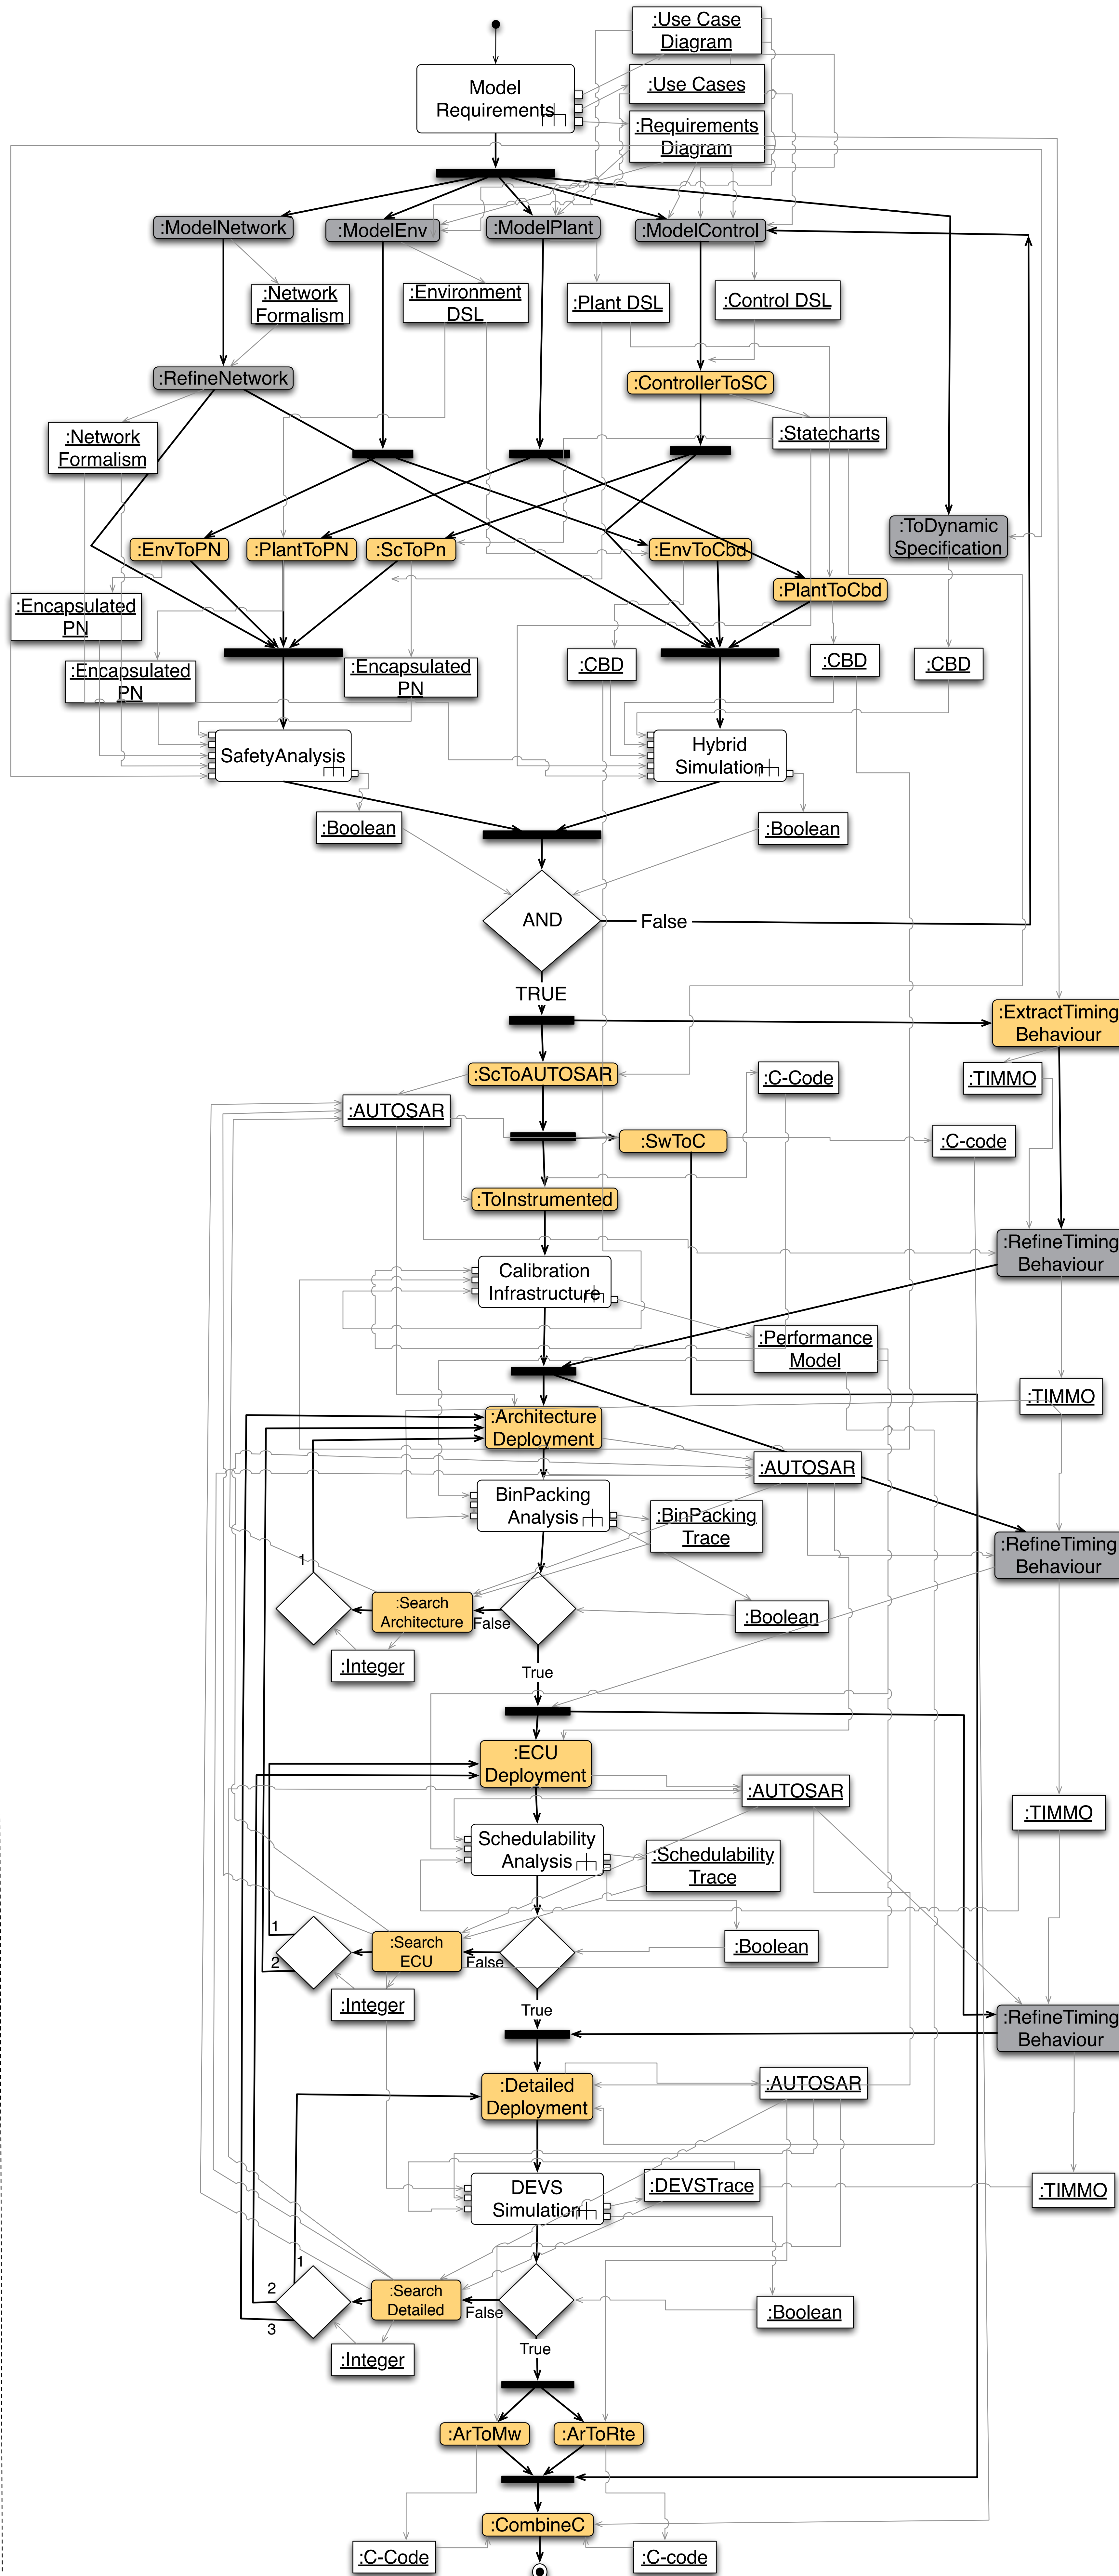 :Use Case
Diagram
Model
Requirements
:Use Cases
:Requirements
Diagram
:ModelNetwork
:ModelEnv
:ModelPlant
:ModelControl
:Network
Formalism
:Environment
DSL
:Plant DSL
:Control DSL
:RefineNetwork
:ControllerToSC
:Network
Formalism
:Statecharts
:ToDynamic
Specification
:EnvToPN
:PlantToPN
:ScToPn
:EnvToCbd
:PlantToCbd
:Encapsulated
PN
:Encapsulated
PN
:Encapsulated
PN
:CBD
:CBD
:CBD
SafetyAnalysis
Hybrid
Simulation
:Boolean
:Boolean
AND
False
TRUE
:ExtractTiming
Behaviour
:ScToAUTOSAR
:C-Code
:TIMMO
:AUTOSAR
:SwToC
:C-code
:ToInstrumented
:RefineTiming
Behaviour
Calibration
Infrastructure
:Performance
Model
:TIMMO
:Architecture
Deployment
:AUTOSAR
BinPacking
Analysis
:BinPacking
Trace
:RefineTiming
Behaviour
1
:Search
Architecture
False
:Boolean
:Integer
True
:ECU
Deployment
:AUTOSAR
:TIMMO
Schedulability
Analysis
:Schedulability
Trace
1
2
:Search
ECU
False
:Boolean
:Integer
True
:RefineTiming
Behaviour
:Detailed
Deployment
:AUTOSAR
DEVS
Simulation
:DEVSTrace
:TIMMO
1
2
3
:Search
Detailed
False
:Boolean
:Integer
True
:ArToMw
:ArToRte
:CombineC
:C-Code
:C-code